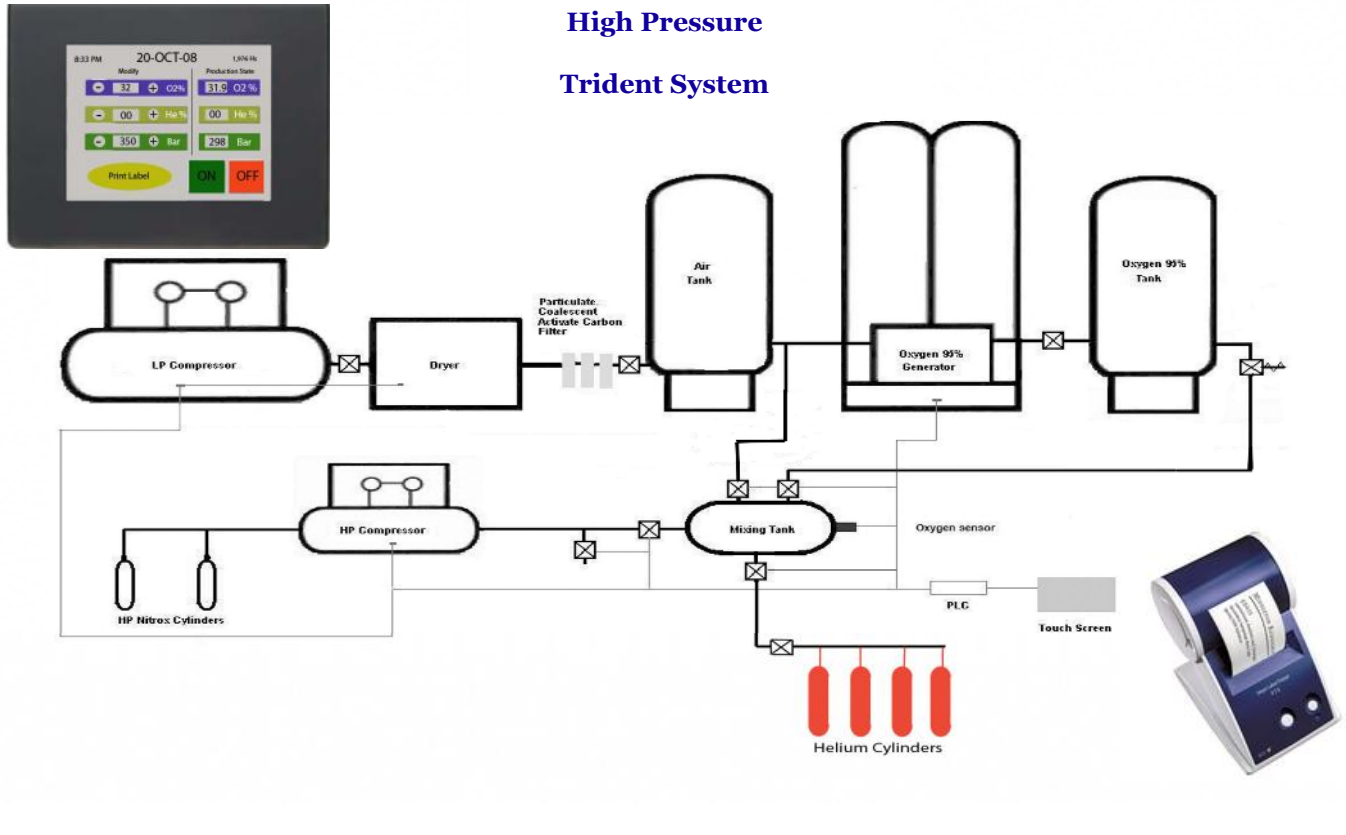 High Pressure
Trident System
8:33 PM 20-OCT-08 1,976 Hs
Modify Production State
- 32 + O2% 31.9 O2 %
- 00 + He % 00 He %
- 350 + Bar 298 Bar
Print Label ON OFF
LP Compressor
Dryer
Particulate.
Coalescent
Activate Carbon
Filter
Air
Tank
Oxygen 95%
Generator
Oxygen 95%
Tank
HP Compressor
Mixing Tank
Oxygen sensor
HP Nitrox Cylinders
PLC
Touch Screen
Helium Cylinders